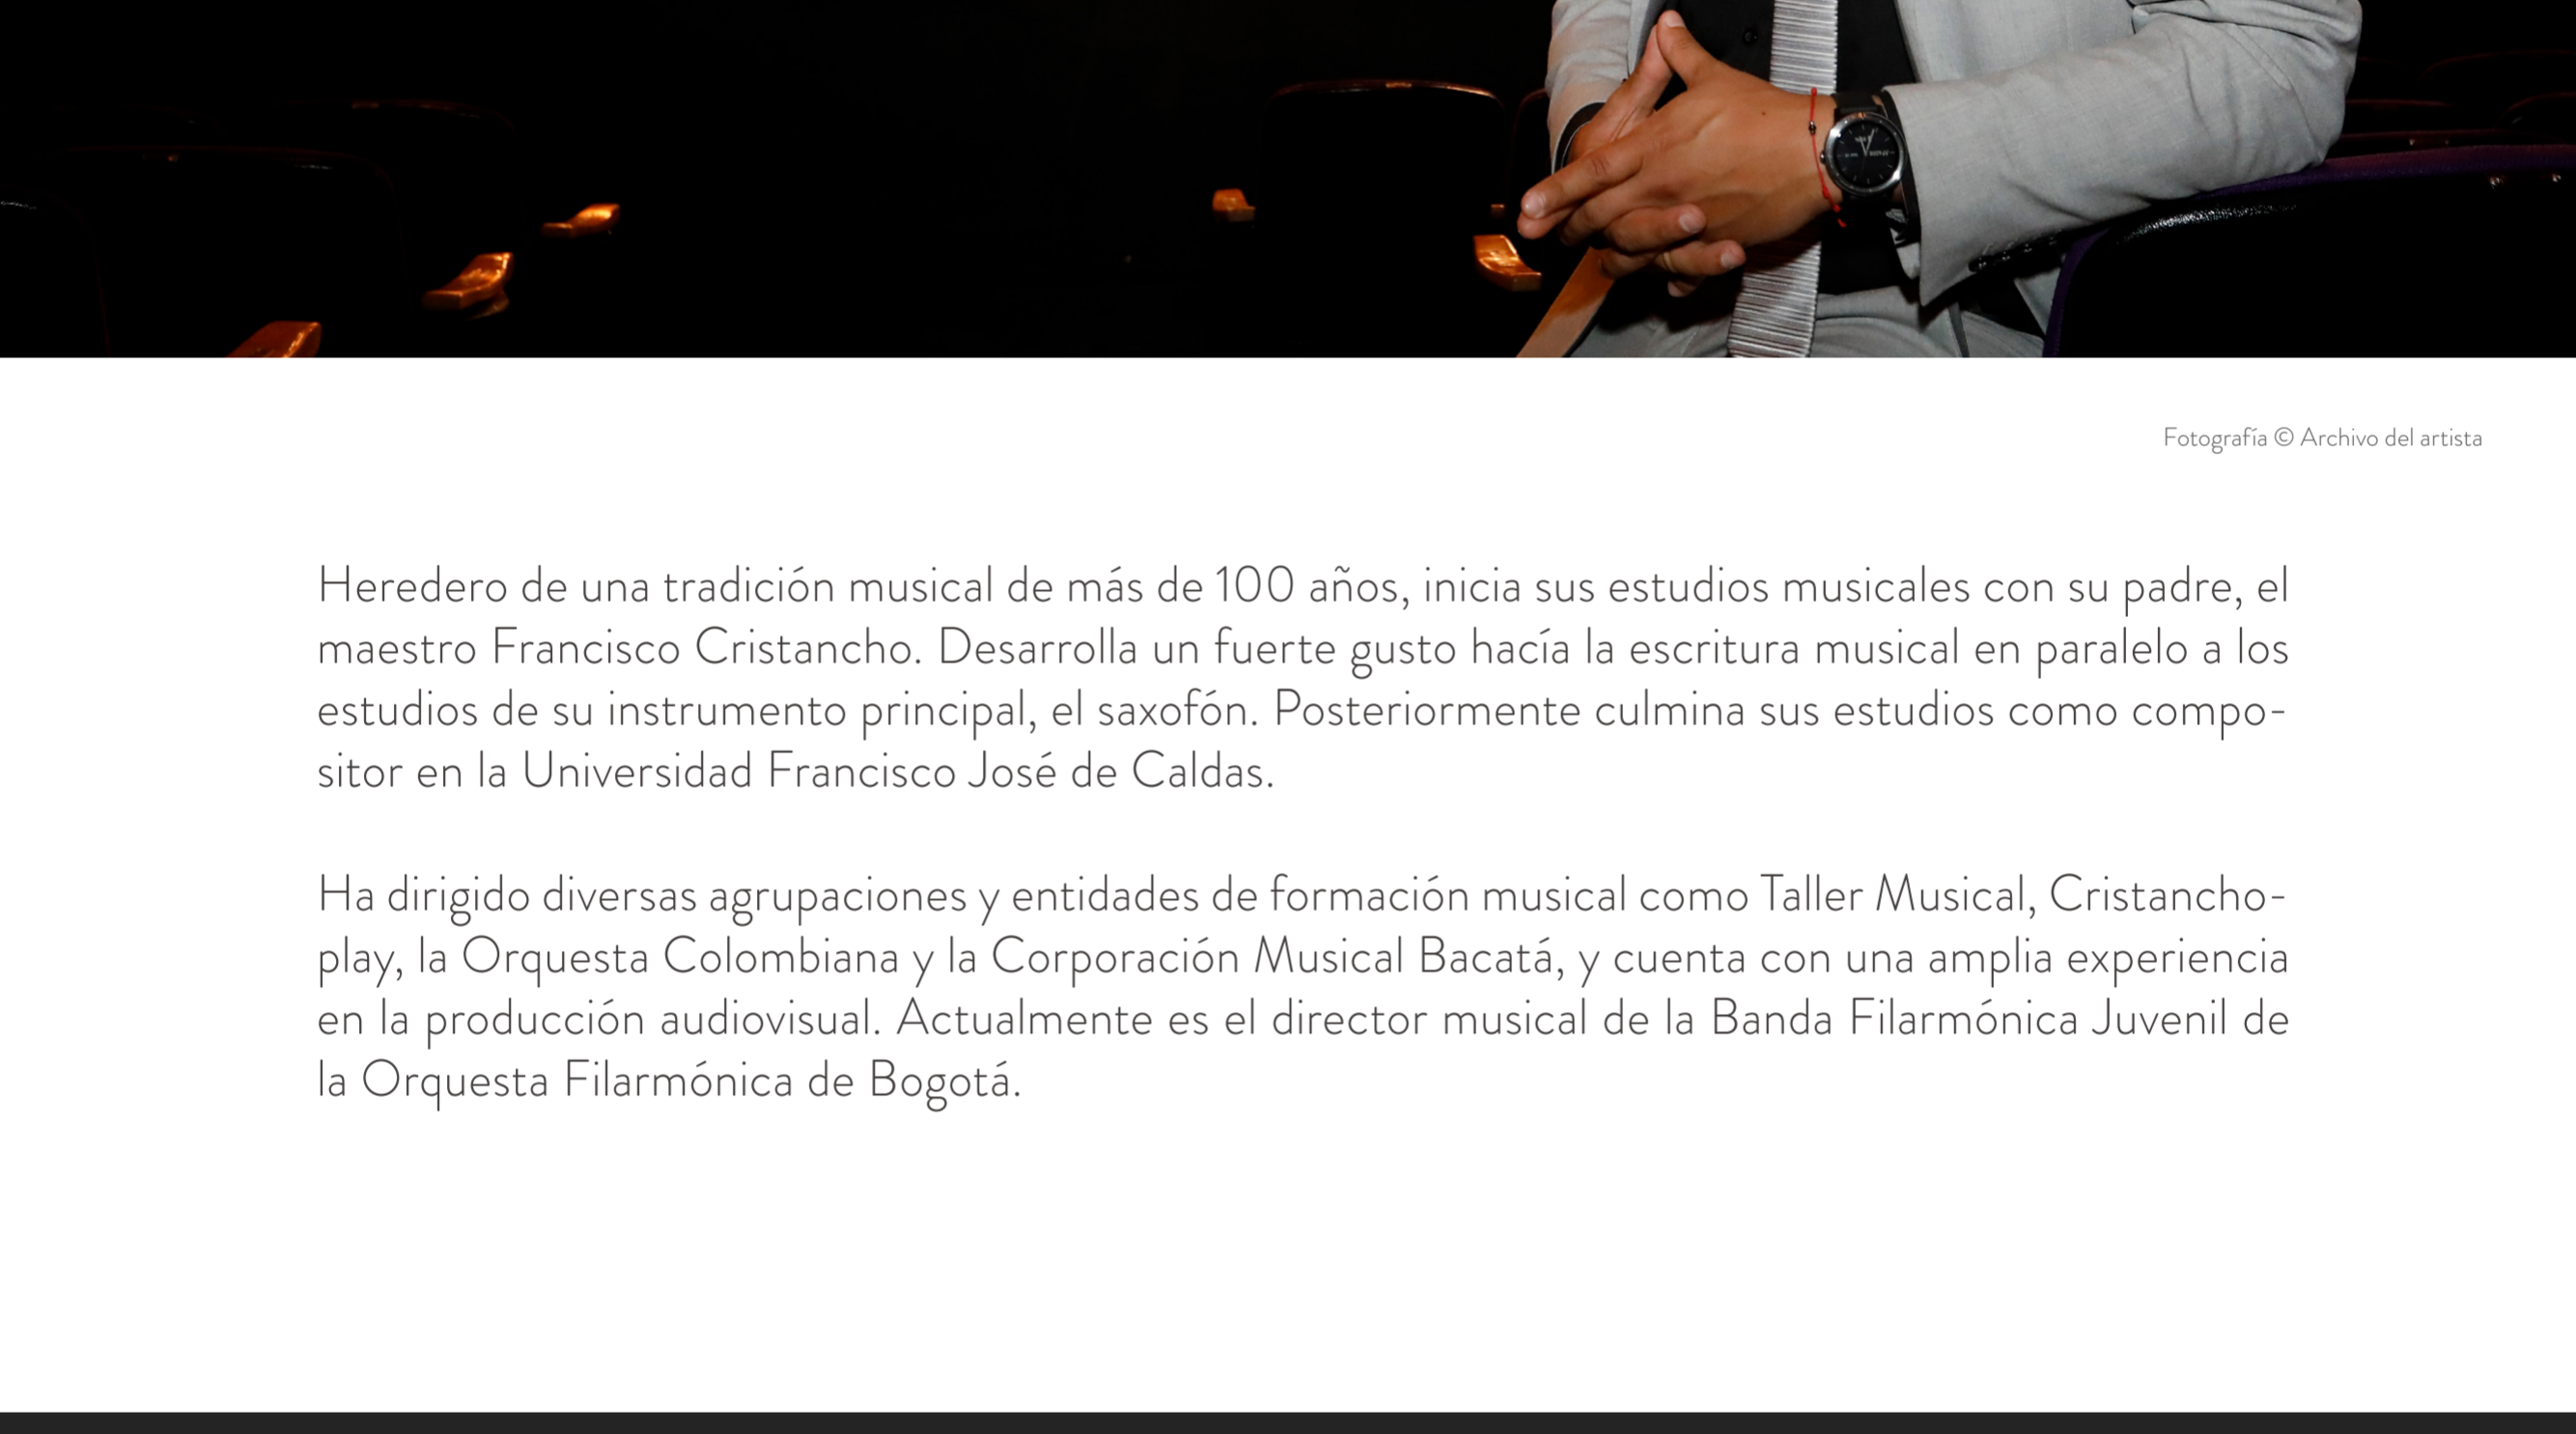 Fotografía © Archivo del artista
Heredero de una tradición musical de más de 100 años, inicia sus estudios musicales con su padre, el
maestro Francisco Cristancho. Desarrolla un fuerte gusto hacía la escritura musical en paralelo a los
estudios de su instrumento principal, el saxofón. Posteriormente culmina sus estudios como compo-
sitor en la Universidad Francisco José de Caldas.
Ha dirigido diversas agrupaciones y entidades de formación musical como Taller Musical, Cristancho-
play, la Orquesta Colombiana y la Corporación Musical Bacatá, y cuenta con una amplia experiencia
en la producción audiovisual. Actualmente es el director musical de la Banda Filarmónica Juvenil de
la Orquesta Filarmónica de Bogotá.